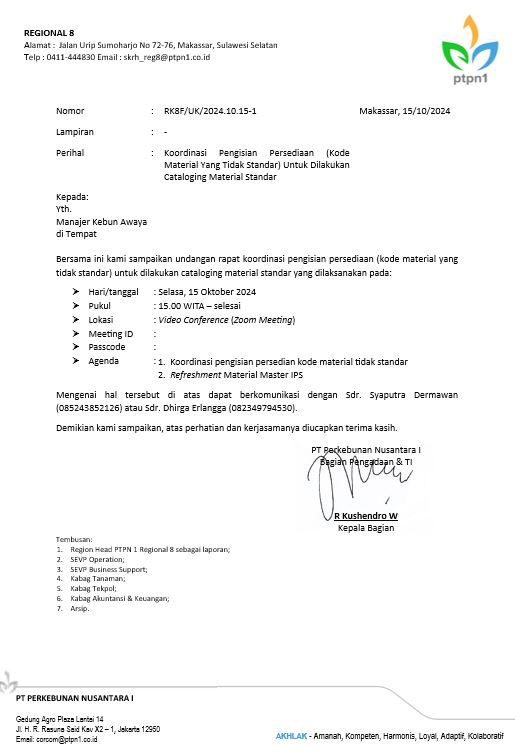 REGIONAL 8
Alamat : Jalan Urip Sumoharjo No 72-76, Makassar, Sulawesi Selatan
Telp : 0411-444830 Email : skrh_reg8@ptpn1.co.id
ptpn1
Nomor : RK8F/UK/2024.10.15-1 Makassar, 15/10/2024
Lampiran : -
Perihal : Koordinasi Pengisian Persediaan (Kode
Material Yang Tidak Standar) Untuk Dilakukan
Cataloging Material Standar
Kepada:
Yth.
Manajer Kebun Awaya
di Tempat
Bersama ini kami sampaikan undangan rapat koordinasi pengisian persediaan (kode material yang
tidak standar) untuk dilakukan cataloging material standar yang dilaksanakan pada:
➤ Hari/tanggal : Selasa, 15 Oktober 2024
➤ Pukul : 15.00 WITA – selesai
➤ Lokasi : Video Conference (Zoom Meeting)
➤ Meeting ID :
➤ Passcode :
➤ Agenda : 1. Koordinasi pengisian persedian kode material tidak standar
2. Refreshment Material Master IPS
Mengenai hal tersebut di atas dapat berkomunikasi dengan Sdr. Syaputra Dermawan
(085243852126) atau Sdr. Dhirga Erlangga (082349794530).
Demikian kami sampaikan, atas perhatian dan kerjasamanya diucapkan terima kasih.
PT Perkebunan Nusantara I
Bagian Pengadaan & TI
R Kushendro W
Kepala Bagian
Tembusan:
1. Region Head PTPN 1 Regional 8 sebagai laporan;
2. SEVP Operation;
3. SEVP Business Support;
4. Kabag Tanaman;
5. Kabag Tekpol;
6. Kabag Akuntansi & Keuangan;
7. Arsip.
PT PERKEBUNAN NUSANTARA I
Gedung Agro Plaza Lantai 14
Jl. H. R. Rasuna Said Kav X2 – 1, Jakarta 12950
Email: corcom@ptpn1.co.id
AKHLAK - Amanah, Kompeten, Harmonis, Loyal, Adaptif, Kolaboratif